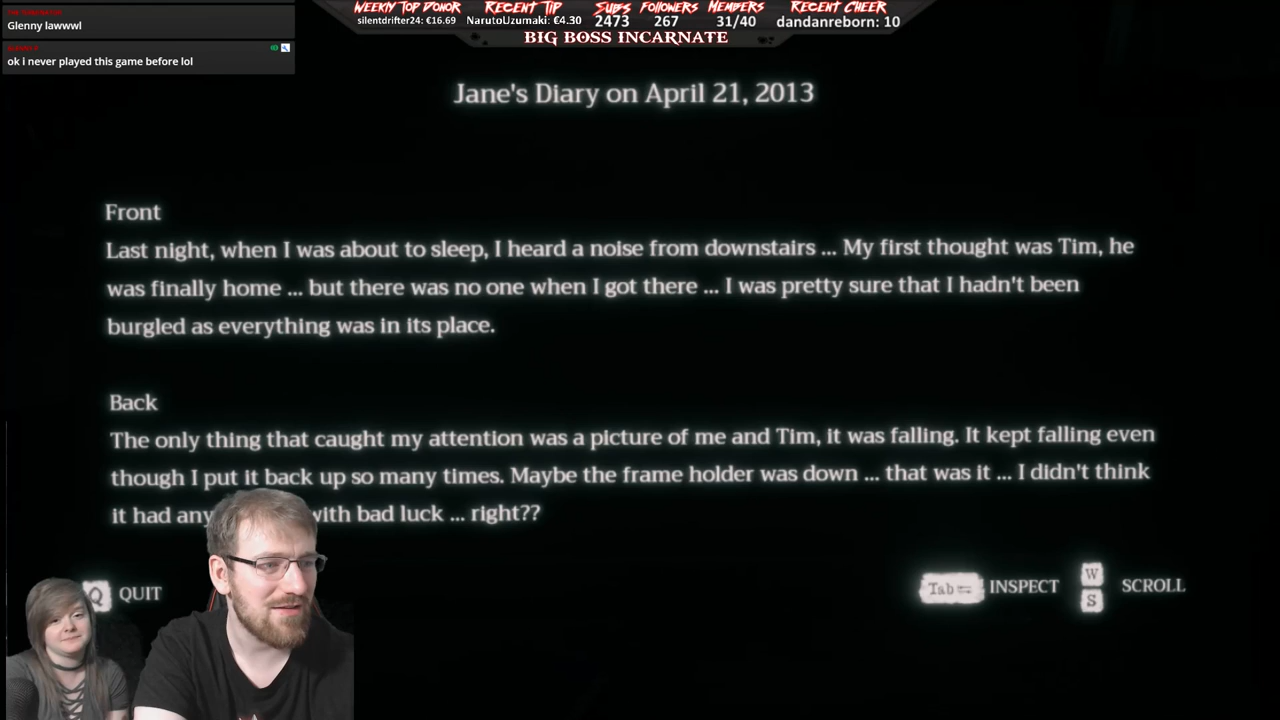 Glenny lawwwl
ok i never played this game before lol
WEEKLY TOP DONOR RECENT TIP SUBS FOLLOWERS MEMBERS RECENT CHEER
silentdrifter24: €16.69 NarutoUzumaki: €4.30 2473 267 31/40 dandanreborn: 10
BIG BOSS INCARNATE
Jane's Diary on April 21, 2013
Front
Last night, when I was about to sleep, I heard a noise from downstairs ... My first thought was Tim, he
was finally home ... but there was no one when I got there ... I was pretty sure that I hadn't been
burgled as everything was in its place.
Back
The only thing that caught my attention was a picture of me and Tim, it was falling. It kept falling even
though I put it back up so many times. Maybe the frame holder was down ... that was it ... I didn't think
it had any with bad luck ... right??
Q QUIT
Tab INSPECT W S SCROLL